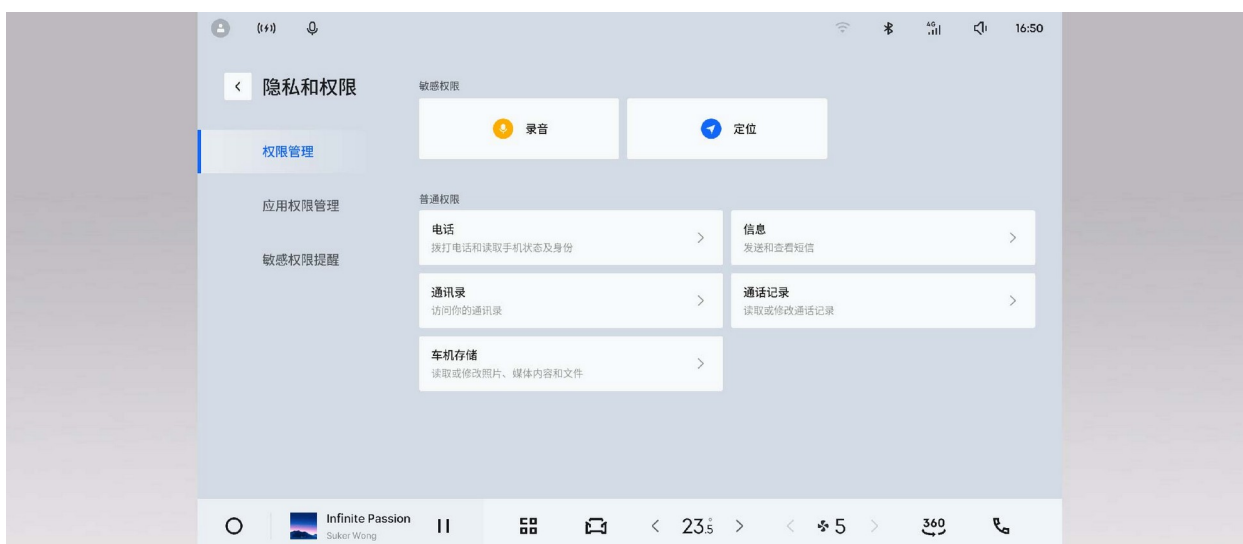 4G
16:50
隐私和权限
敏感权限
录音
定位
权限管理
应用权限管理
敏感权限提醒
普通权限
电话
拨打电话和读取手机状态及身份
信息
发送和查看短信
通讯录
访问你的通讯录
通话记录
读取或修改通话记录
车机存储
读取或修改照片、媒体内容和文件
Infinite Passion
Suker Wong
23.5
5
360